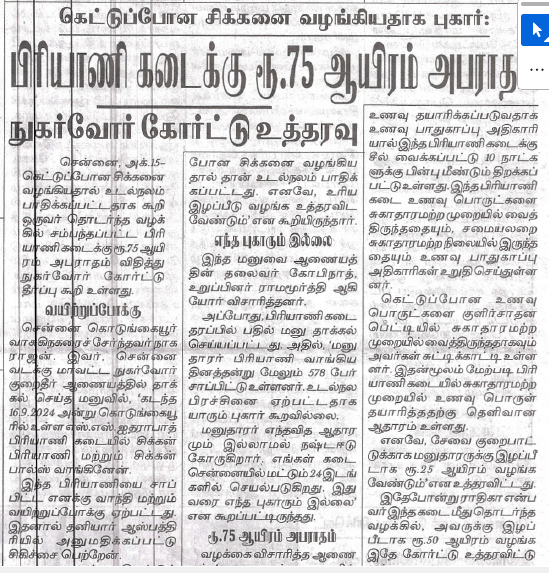 கெட்டுப்போன சிக்கனை வழங்கியதாக புகார்:
பிரியாணி கடைக்கு ரூ.75 ஆயிரம் அபராத
நுகர்வோர் கோர்ட்டு உத்தரவு
சென்னை, அக்.15–
கெட்டுப்போன சிக்கனை
வழங்கியதால் உடல்நலம்
பாதிக்கப்பட்டதாக கூறி
ஒருவர் தொடர்ந்த வழக்
கில் சம்பந்தப்பட்ட பிரி
யாணி கடைக்கு ரூ.75 ஆயி
ரம் அபராதம் விதித்து
நுகர்வோர் கோர்ட்டு
தீர்ப்பு கூறி உள்ளது.
வயிற்றுப்போக்கு
சென்னை கொடுங்கையூர்
வாசுகிநகரைச் சேர்ந்தவர் நாக
ராஜன். இவர், சென்னை
வடக்கு மாவட்ட நுகர்வோர்
குறைதீர் ஆணையத்தில் தாக்
கல் செய்த மனுவில், 'கடந்த
16.9.2024 அன்று கொடுங்கையூ
ரில் உள்ள எஸ்.எஸ்.ஐதராபாத்
பிரியாணி கடையில் சிக்கன்
பிரியாணி மற்றும் சிக்கன்
பால்ஸ் வாங்கினேன்.
இந்த பிரியாணியை சாப்
பிட்ட எனக்கு வாந்தி மற்றும்
வயிற்றுப்போக்கு ஏற்பட்டது.
இதனால் தனியார் ஆஸ்பத்தி
ரியில் அனுமதிக்கப்பட்டு
சிகிச்சை பெற்றேன்.
போன சிக்கனை வழங்கிய
தால் தான் உடல்நலம் பாதிக்
கப்பட்டது. எனவே, உரிய
இழப்பீடு வழங்க உத்தரவிட
வேண்டும்' என கூறியிருந்தார்.
எந்த புகாரும் இல்லை
இந்த மனுவை ஆணையத்
தின் தலைவர் கோபிநாத்,
உறுப்பினர் ராமமூர்த்தி ஆகி
யோர் விசாரித்தனர்.
அப்போது, பிரியாணி கடை
தரப்பில் பதில் மனு தாக்கல்
செய்யப்பட்டது. அதில், 'மனு
தாரர் பிரியாணி வாங்கிய
தினத்தன்று மேலும் 578 பேர்
சாப்பிட்டுள்ளனர். உடல்நல
பிரச்சினை ஏற்பட்டதாக
யாரும் புகார் கூறவில்லை.
மனுதாரர் எந்தவித ஆதார
மும் இல்லாமல் நஷ்டஈடு
கோருகிறார். எங்கள் கடை
சென்னையில் மட்டும் 24 இடங்
களில் செயல்படுகிறது. இது
வரை எந்த புகாரும் இல்லை'
என கூறப்பட்டிருந்தது.
ரூ.75 ஆயிரம் அபராதம்
வழக்கை விசாரித்த ஆணை
உணவு தயாரிக்கப்படுவதாக
உணவு பாதுகாப்பு அதிகாரி
யால் இந்த பிரியாணி கடைக்கு
சீல் வைக்கப்பட்டு 10 நாட்க
ளுக்கு பின்பு மீண்டும் திறக்கப்
பட்டுள்ளது. இந்த பிரியாணி
கடை உணவு பொருட்களை
சுகாதாரமற்ற முறையில் வைத்
திருந்ததையும், சமையலறை
சுகாதாரமற்ற நிலையில் இருந்த
தையும் உணவு பாதுகாப்பு
அதிகாரிகள் உறுதி செய்துள்ள
னர்.
கெட்டுப்போன உணவு
பொருட்களை குளிர்சாதன
பெட்டியில் சுகாதாரமற்ற
முறையில் வைத்திருந்ததாகவும்
அவர்கள் சுட்டிக்காட்டி உள்ள
னர். இதன்மூலம் மேற்படி பிரி
யாணி கடையில் சுகாதாரமற்ற
முறையில் உணவு பொருள்
தயாரித்ததற்கு தெளிவான
ஆதாரம் உள்ளது.
எனவே, சேவை குறைபாட்
டுக்காக மனுதாரருக்கு இழப்பீ
டாக ரூ.25 ஆயிரம் வழங்க
வேண்டும்' என உத்தரவிட்டது.
இதேபோன்று ராதிகா என்ப
வர் இந்த கடை மீது தொடர்ந்த
வழக்கில், அவருக்கு இழப்
பீடாக ரூ.50 ஆயிரம் வழங்க
இதே கோர்ட்டு உத்தரவிட்டு